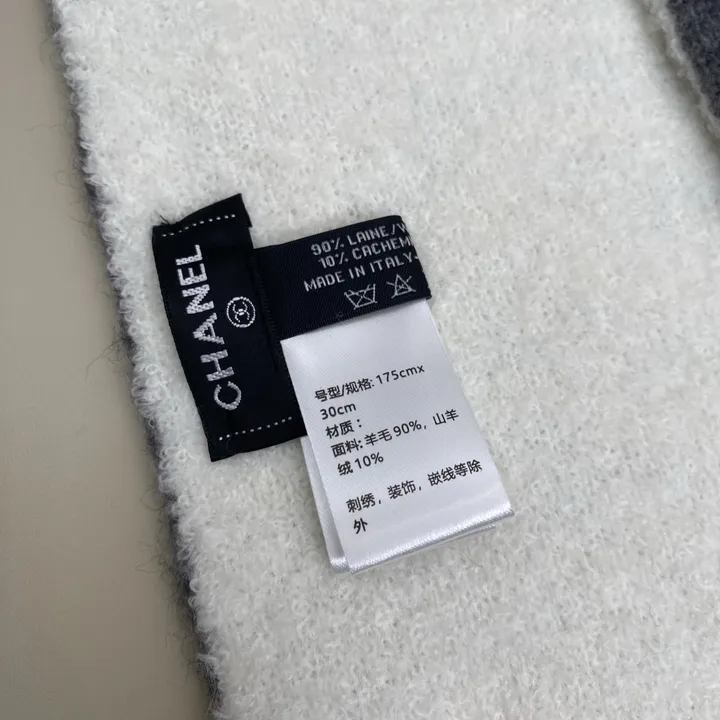 CHANEL
90% LAINE/W
10% CACHEM
MADE IN ITALY-
号型/规格: 175cmx
30cm
材质：
面料: 羊毛 90%，山羊
绒 10%
刺绣，装饰，嵌线等除
外